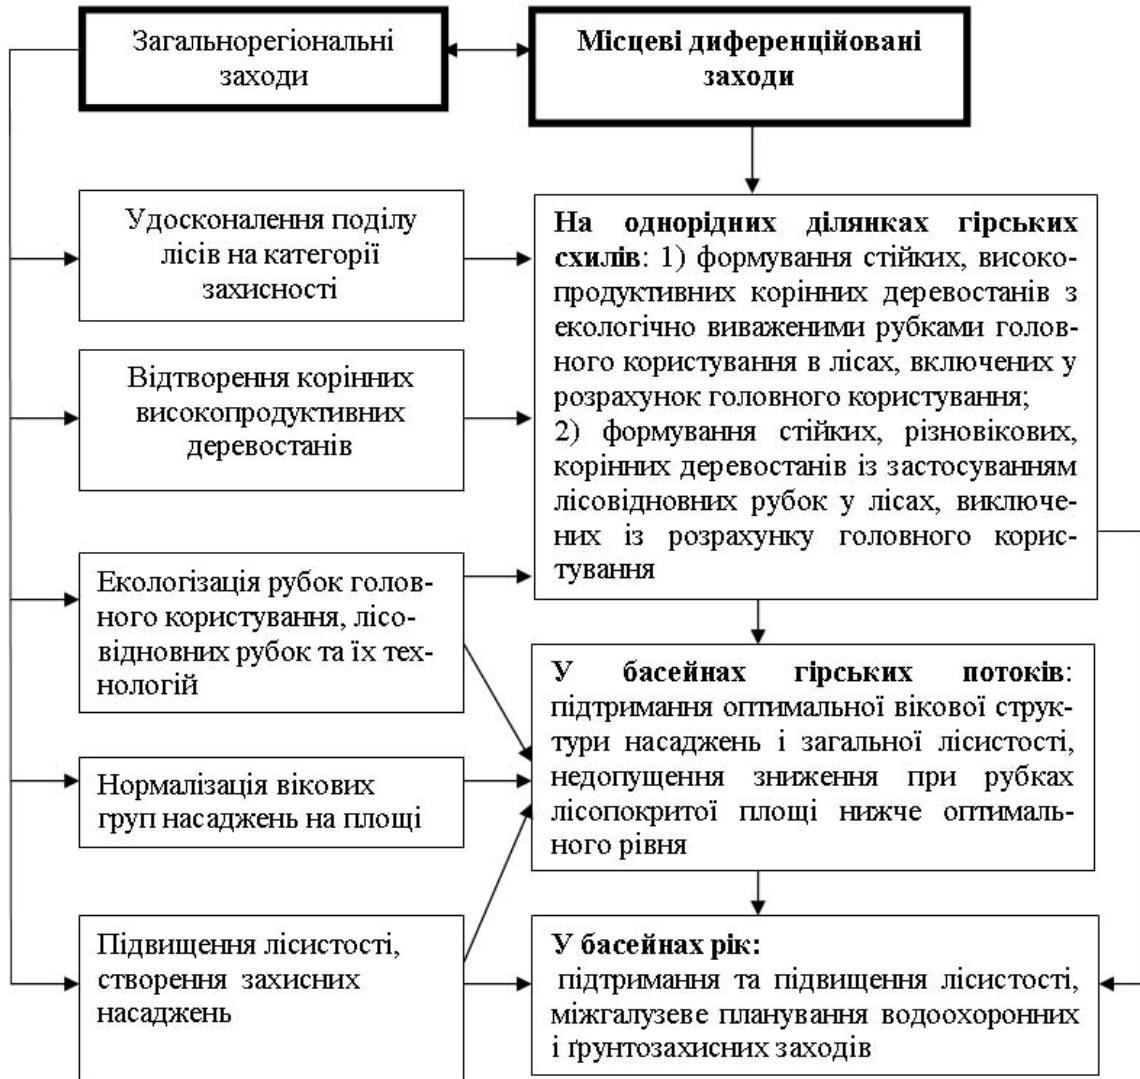 Загальнорегіональні
заходи
Місцеві диференційовані
заходи
Удосконалення поділу
лісів на категорії
захисності
Відтворення корінних
високопродуктивних
деревостанів
Екологізація рубок голов-
ного користування, лісо-
відновних рубок та їх тех-
нологій
Нормалізація вікових
груп насаджень на площі
Підвищення лісистості,
створення захисних
насаджень
На однорідних ділянках гірських
схилів: 1) формування стійких, високо-
продуктивних корінних деревостанів з
екологічно виваженими рубками голов-
ного користування в лісах, включених у
розрахунок головного користування;
2) формування стійких, різновікових,
корінних деревостанів із застосуванням
лісовідновних рубок у лісах, виключе-
них із розрахунку головного корис-
тування
У басейнах гірських потоків:
підтримання оптимальної вікової струк-
тури насаджень і загальної лісистості,
недопущення зниження при рубках
лісопокритої площі нижче оптималь-
ного рівня
У басейнах рік:
підтримання та підвищення лісистості,
міжгалузеве планування водоохоронних
і ґрунтозахисних заходів